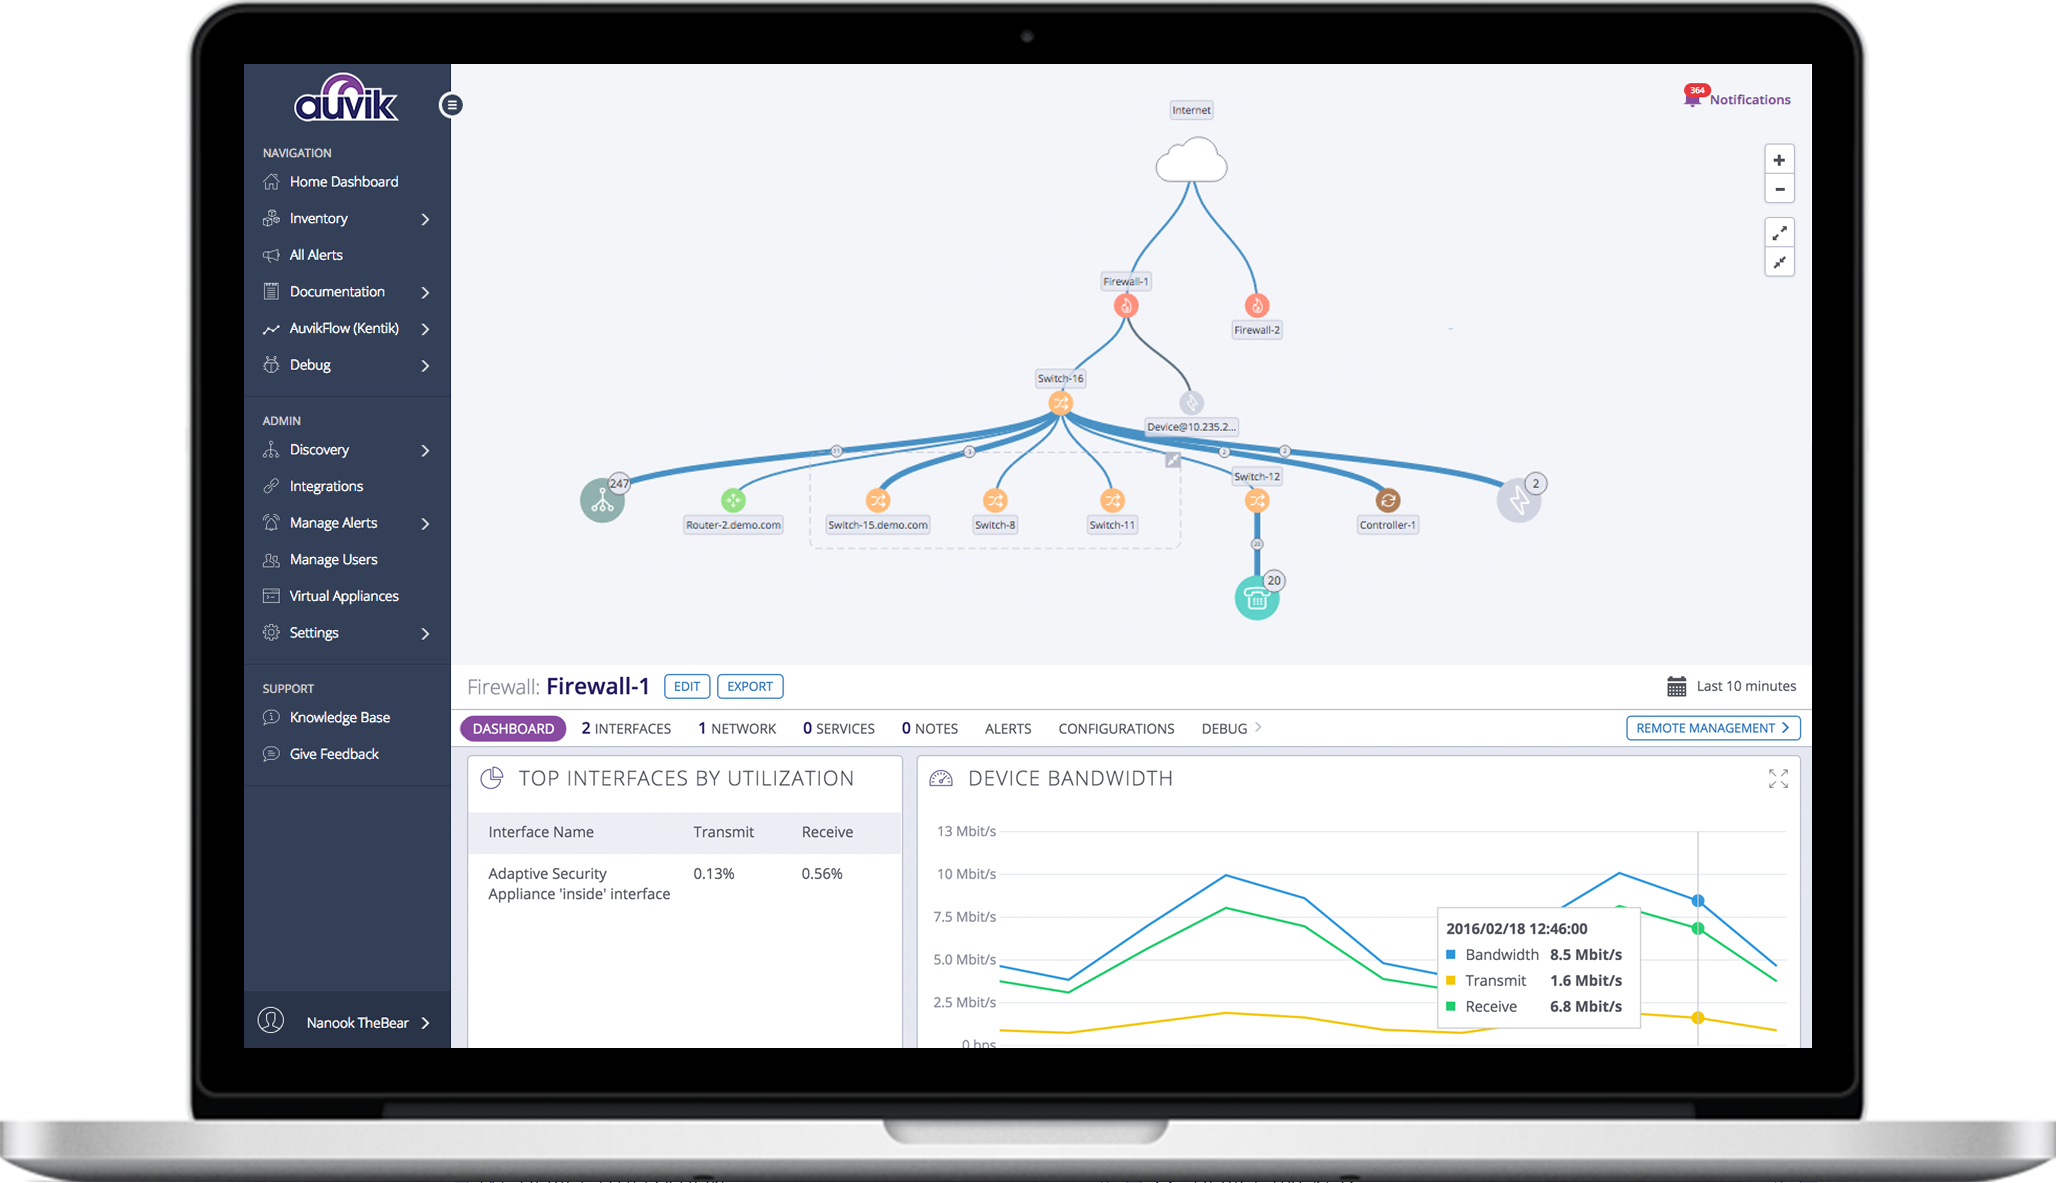 auvik
NAVIGATION
Home Dashboard
Inventory
All Alerts
Documentation
AuvikFlow (Kentik)
Debug
ADMIN
Discovery
Integrations
Manage Alerts
Manage Users
Virtual Appliances
Settings
SUPPORT
Knowledge Base
Give Feedback
Nanook TheBear
364
Notifications
Internet
Firewall-1
Firewall-2
Switch-16
Device@10.235.2...
11
3
2
2
Switch-12
247
2
Router-2.demo.com
Switch-15.demo.com
Switch-8
Switch-11
Controller-1
20
20
Firewall: Firewall-1 EDIT EXPORT
Last 10 minutes
DASHBOARD 2 INTERFACES 1 NETWORK 0 SERVICES 0 NOTES ALERTS CONFIGURATIONS DEBUG
REMOTE MANAGEMENT
TOP INTERFACES BY UTILIZATION
Interface Name Transmit Receive
Adaptive Security 0.13% 0.56%
Appliance 'inside' interface
DEVICE BANDWIDTH
13 Mbit/s
10 Mbit/s
7.5 Mbit/s
5.0 Mbit/s
2.5 Mbit/s
0 bps
2016/02/18 12:46:00
Bandwidth 8.5 Mbit/s
Transmit 1.6 Mbit/s
Receive 6.8 Mbit/s